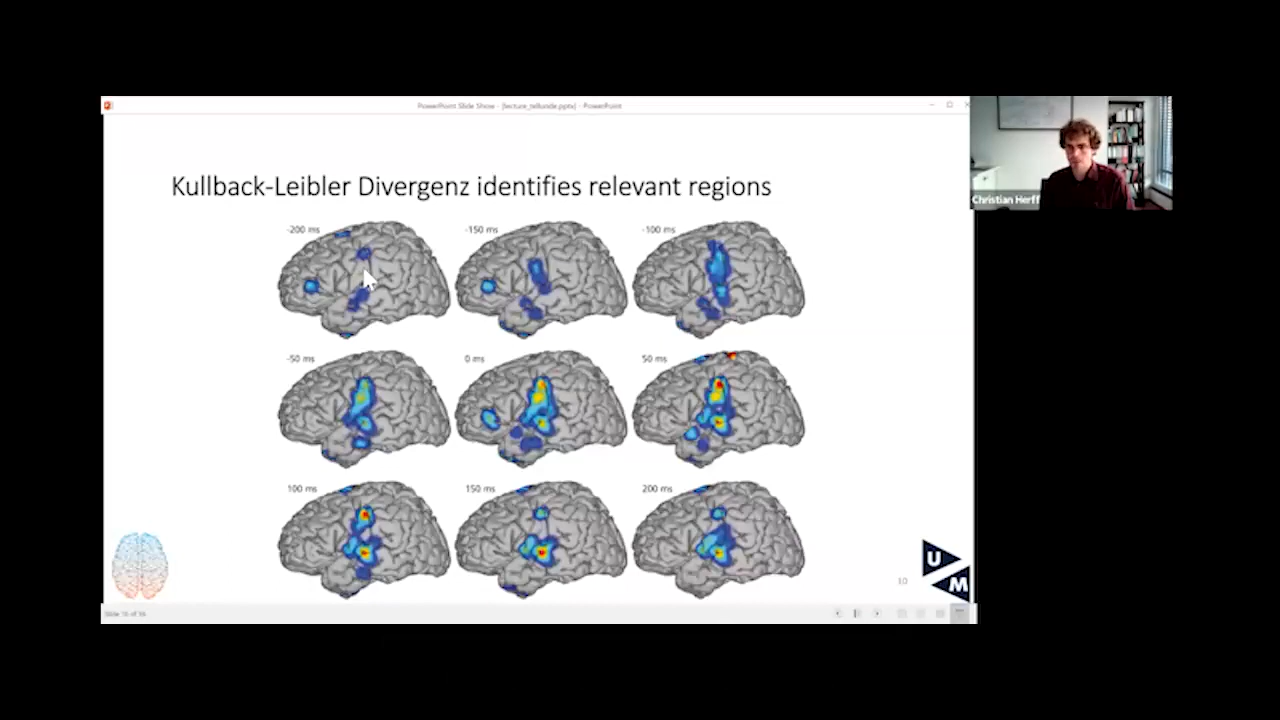 PowerPoint Slide Show - [lecture_telluride.pptx] - PowerPoint
Christian Herff
Kullback-Leibler Divergenz identifies relevant regions
-200 ms
-150 ms
-100 ms
-50 ms
0 ms
50 ms
100 ms
150 ms
200 ms
U
M
10